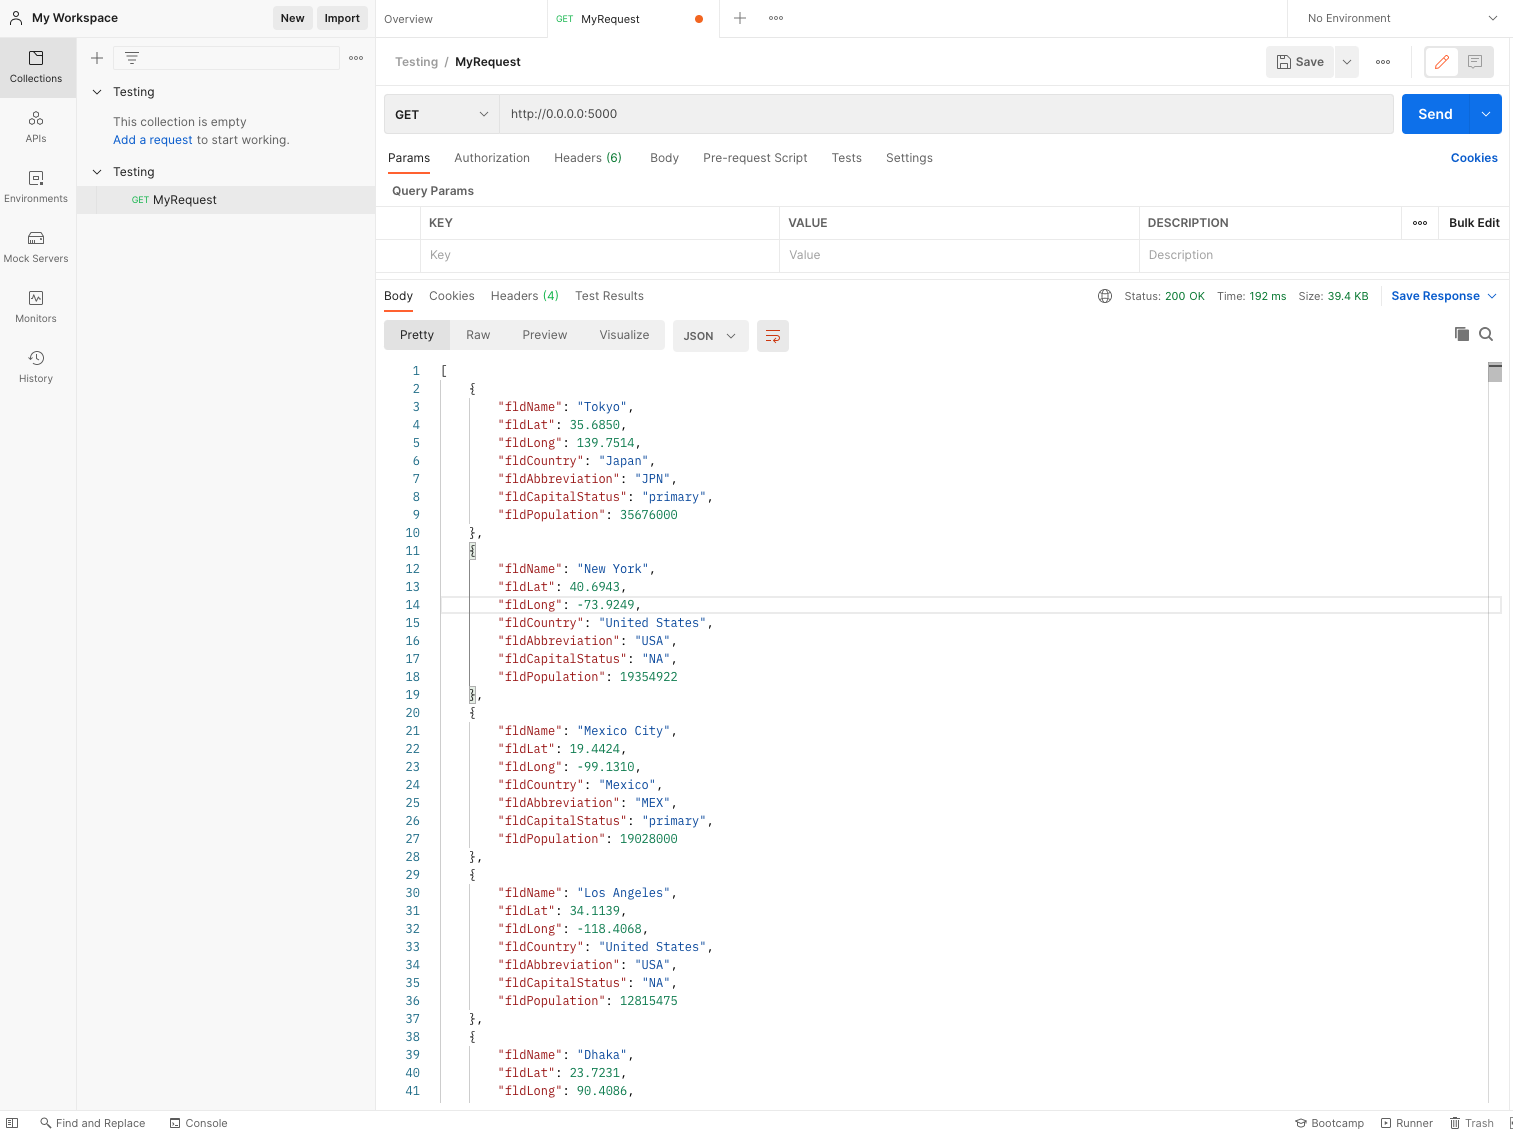 My Workspace New Import Overview GET MyRequest No Environment
Collections
Testing / MyRequest Save
Testing
This collection is empty
Add a request to start working.
Testing
GET MyRequest
APIs
Environments
Mock Servers
Monitors
History
GET http://0.0.0.0:5000 Send
Params Authorization Headers (6) Body Pre-request Script Tests Settings Cookies
Query Params
KEY VALUE DESCRIPTION Bulk Edit
Key Value Description
Body Cookies Headers (4) Test Results Status: 200 OK Time: 192 ms Size: 39.4 KB Save Response
Pretty Raw Preview Visualize JSON
1 [
2 {
3 "fldName": "Tokyo",
4 "fldLat": 35.6850,
5 "fldLong": 139.7514,
6 "fldCountry": "Japan",
7 "fldAbbreviation": "JPN",
8 "fldCapitalStatus": "primary",
9 "fldPopulation": 35676000
10 },
11 {
12 "fldName": "New York",
13 "fldLat": 40.6943,
14 "fldLong": -73.9249,
15 "fldCountry": "United States",
16 "fldAbbreviation": "USA",
17 "fldCapitalStatus": "NA",
18 "fldPopulation": 19354922
19 },
20 {
21 "fldName": "Mexico City",
22 "fldLat": 19.4424,
23 "fldLong": -99.1310,
24 "fldCountry": "Mexico",
25 "fldAbbreviation": "MEX",
26 "fldCapitalStatus": "primary",
27 "fldPopulation": 19028000
28 },
29 {
30 "fldName": "Los Angeles",
31 "fldLat": 34.1139,
32 "fldLong": -118.4068,
33 "fldCountry": "United States",
34 "fldAbbreviation": "USA",
35 "fldCapitalStatus": "NA",
36 "fldPopulation": 12815475
37 },
38 {
39 "fldName": "Dhaka",
40 "fldLat": 23.7231,
41 "fldLong": 90.4086,
Find and Replace Console Bootcamp Runner Trash